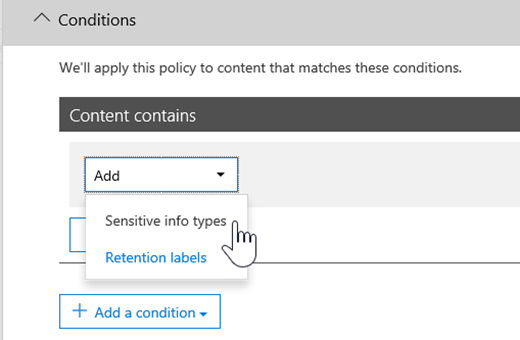 Conditions
We'll apply this policy to content that matches these conditions.
Content contains
Add
Sensitive info types
Retention labels
Add a condition